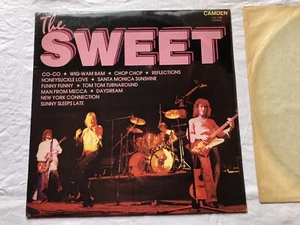 CAMDEN
The
SWEET
CO-CO • WIG-WAM BAM • CHOP CHOP • REFLECTIONS
HONEYSUCKLE LOVE • SANTA MONICA SUNSHINE
FUNNY FUNNY • TOM TOM TURNAROUND
MAN FROM MECCA • DAYDREAM
NEW YORK CONNECTION
SUNNY SLEEPS LATE